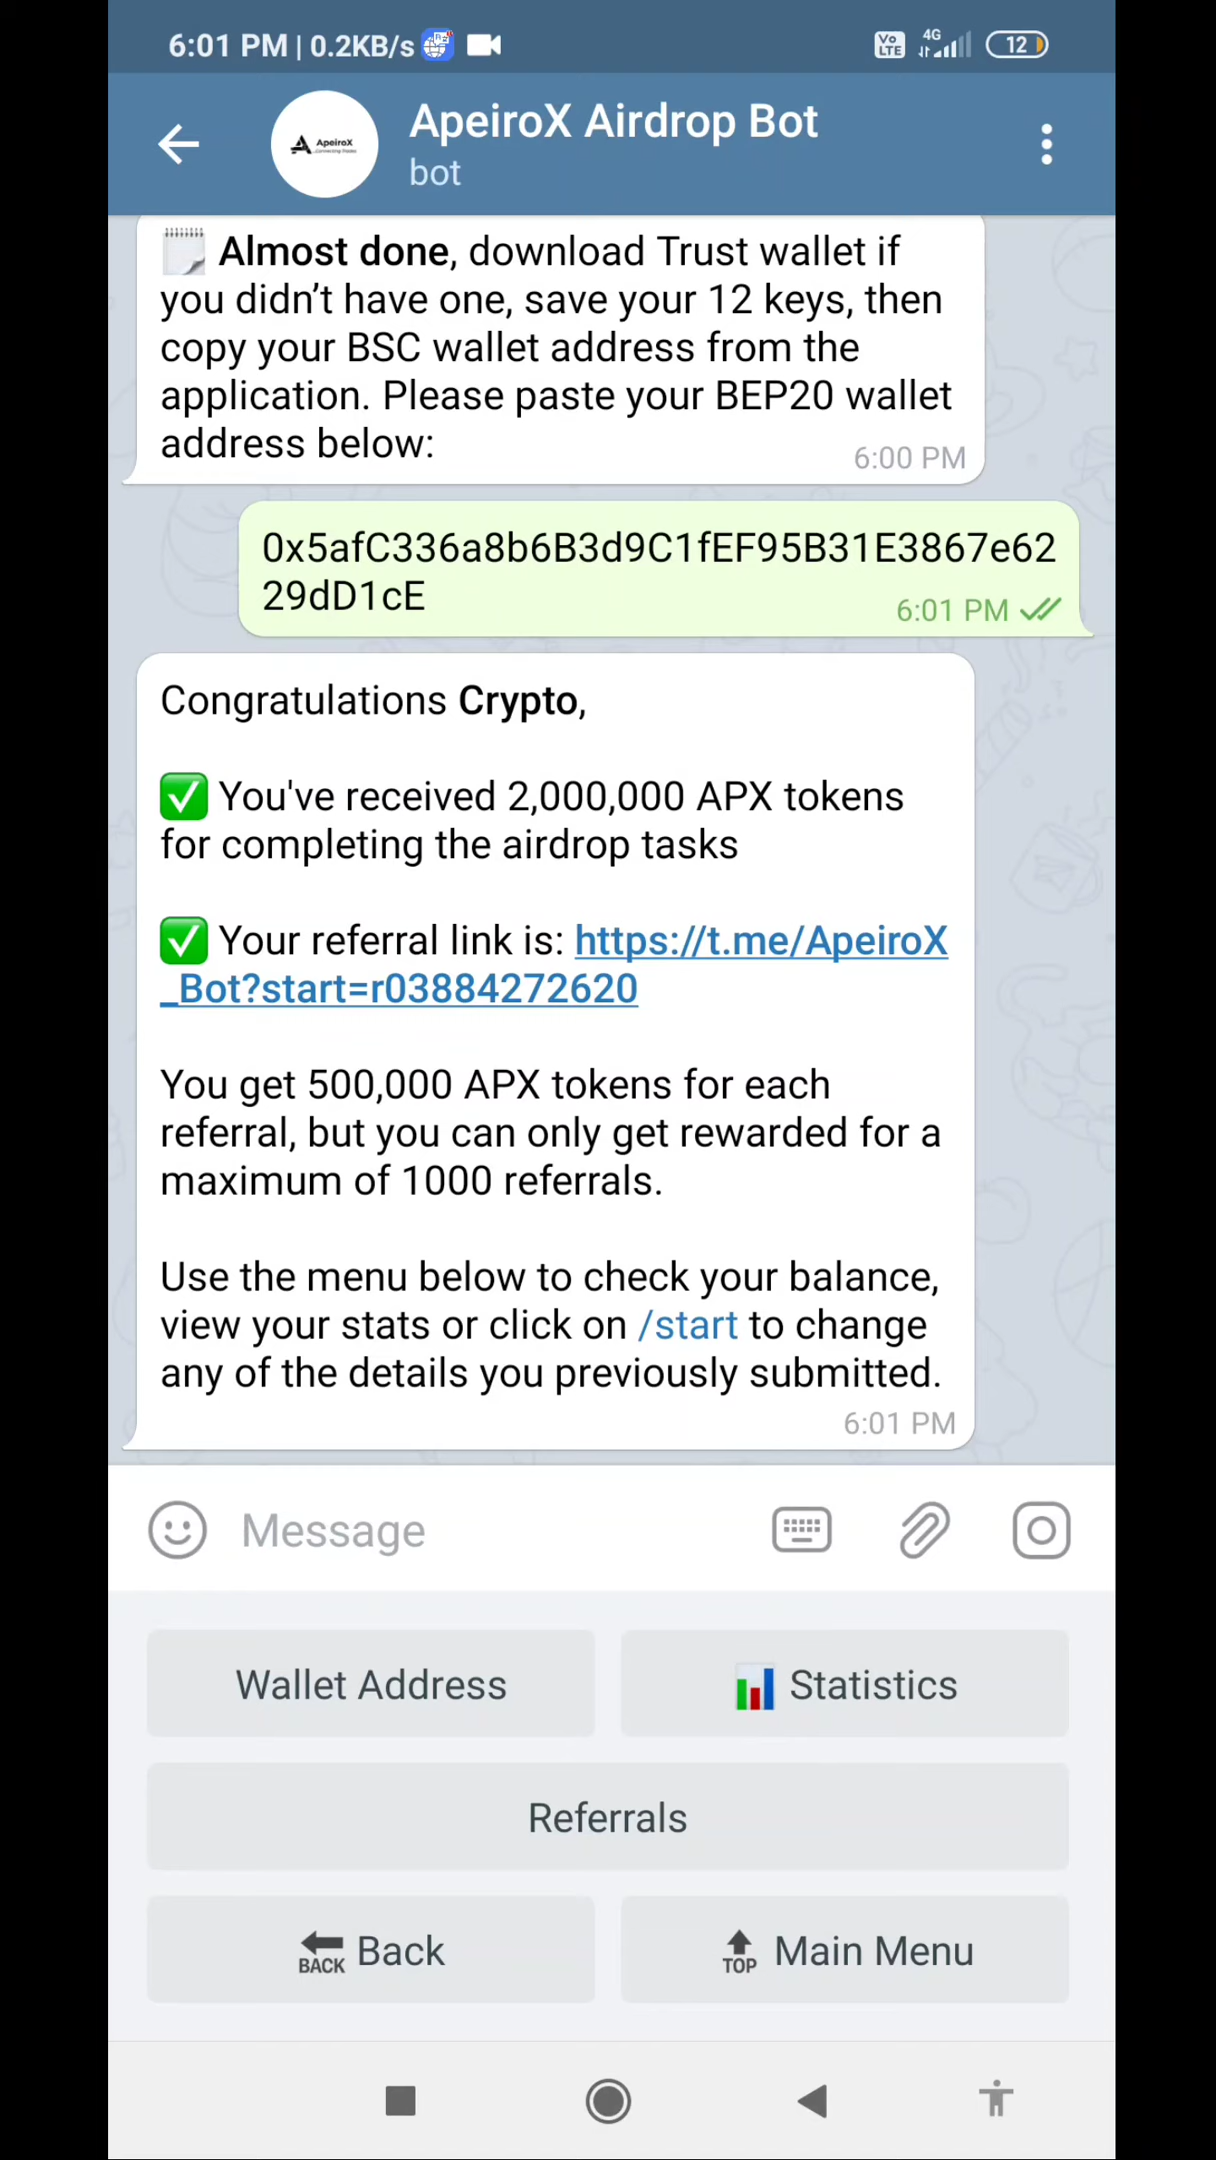 6:01 PM | 0.2KB/s
Vo LTE 4G 12
ApeiroX Airdrop Bot
bot
ApeiroX
Almost done, download Trust wallet if
you didn’t have one, save your 12 keys, then
copy your BSC wallet address from the
application. Please paste your BEP20 wallet
address below:
6:00 PM
0x5afC336a8b6B3d9C1fEF95B31E3867e62
29dD1cE
6:01 PM
Congratulations Crypto,
You've received 2,000,000 APX tokens
for completing the airdrop tasks
Your referral link is: https://t.me/ApeiroX
_Bot?start=r03884272620
You get 500,000 APX tokens for each
referral, but you can only get rewarded for a
maximum of 1000 referrals.
Use the menu below to check your balance,
view your stats or click on /start to change
any of the details you previously submitted.
6:01 PM
Message
Wallet Address
Statistics
Referrals
BACK Back
TOP Main Menu